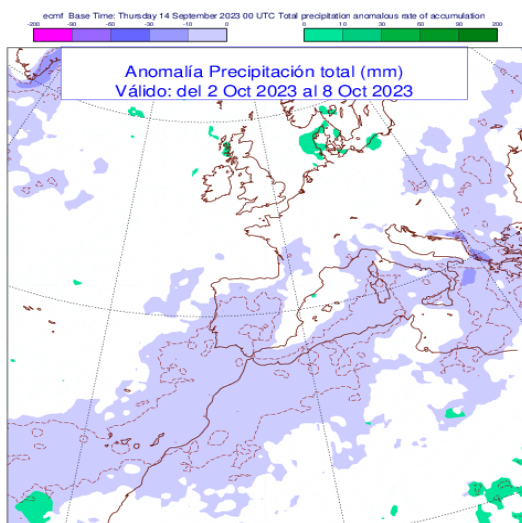 ecmf Base Time: Thursday 14 September 2023 00 UTC Total precipitation anomalous rate of accumulation
-200 -90 -60 -30 -10 0 0 10 30 60 90 200
Anomalía Precipitación total (mm)
Válido: del 2 Oct 2023 al 8 Oct 2023